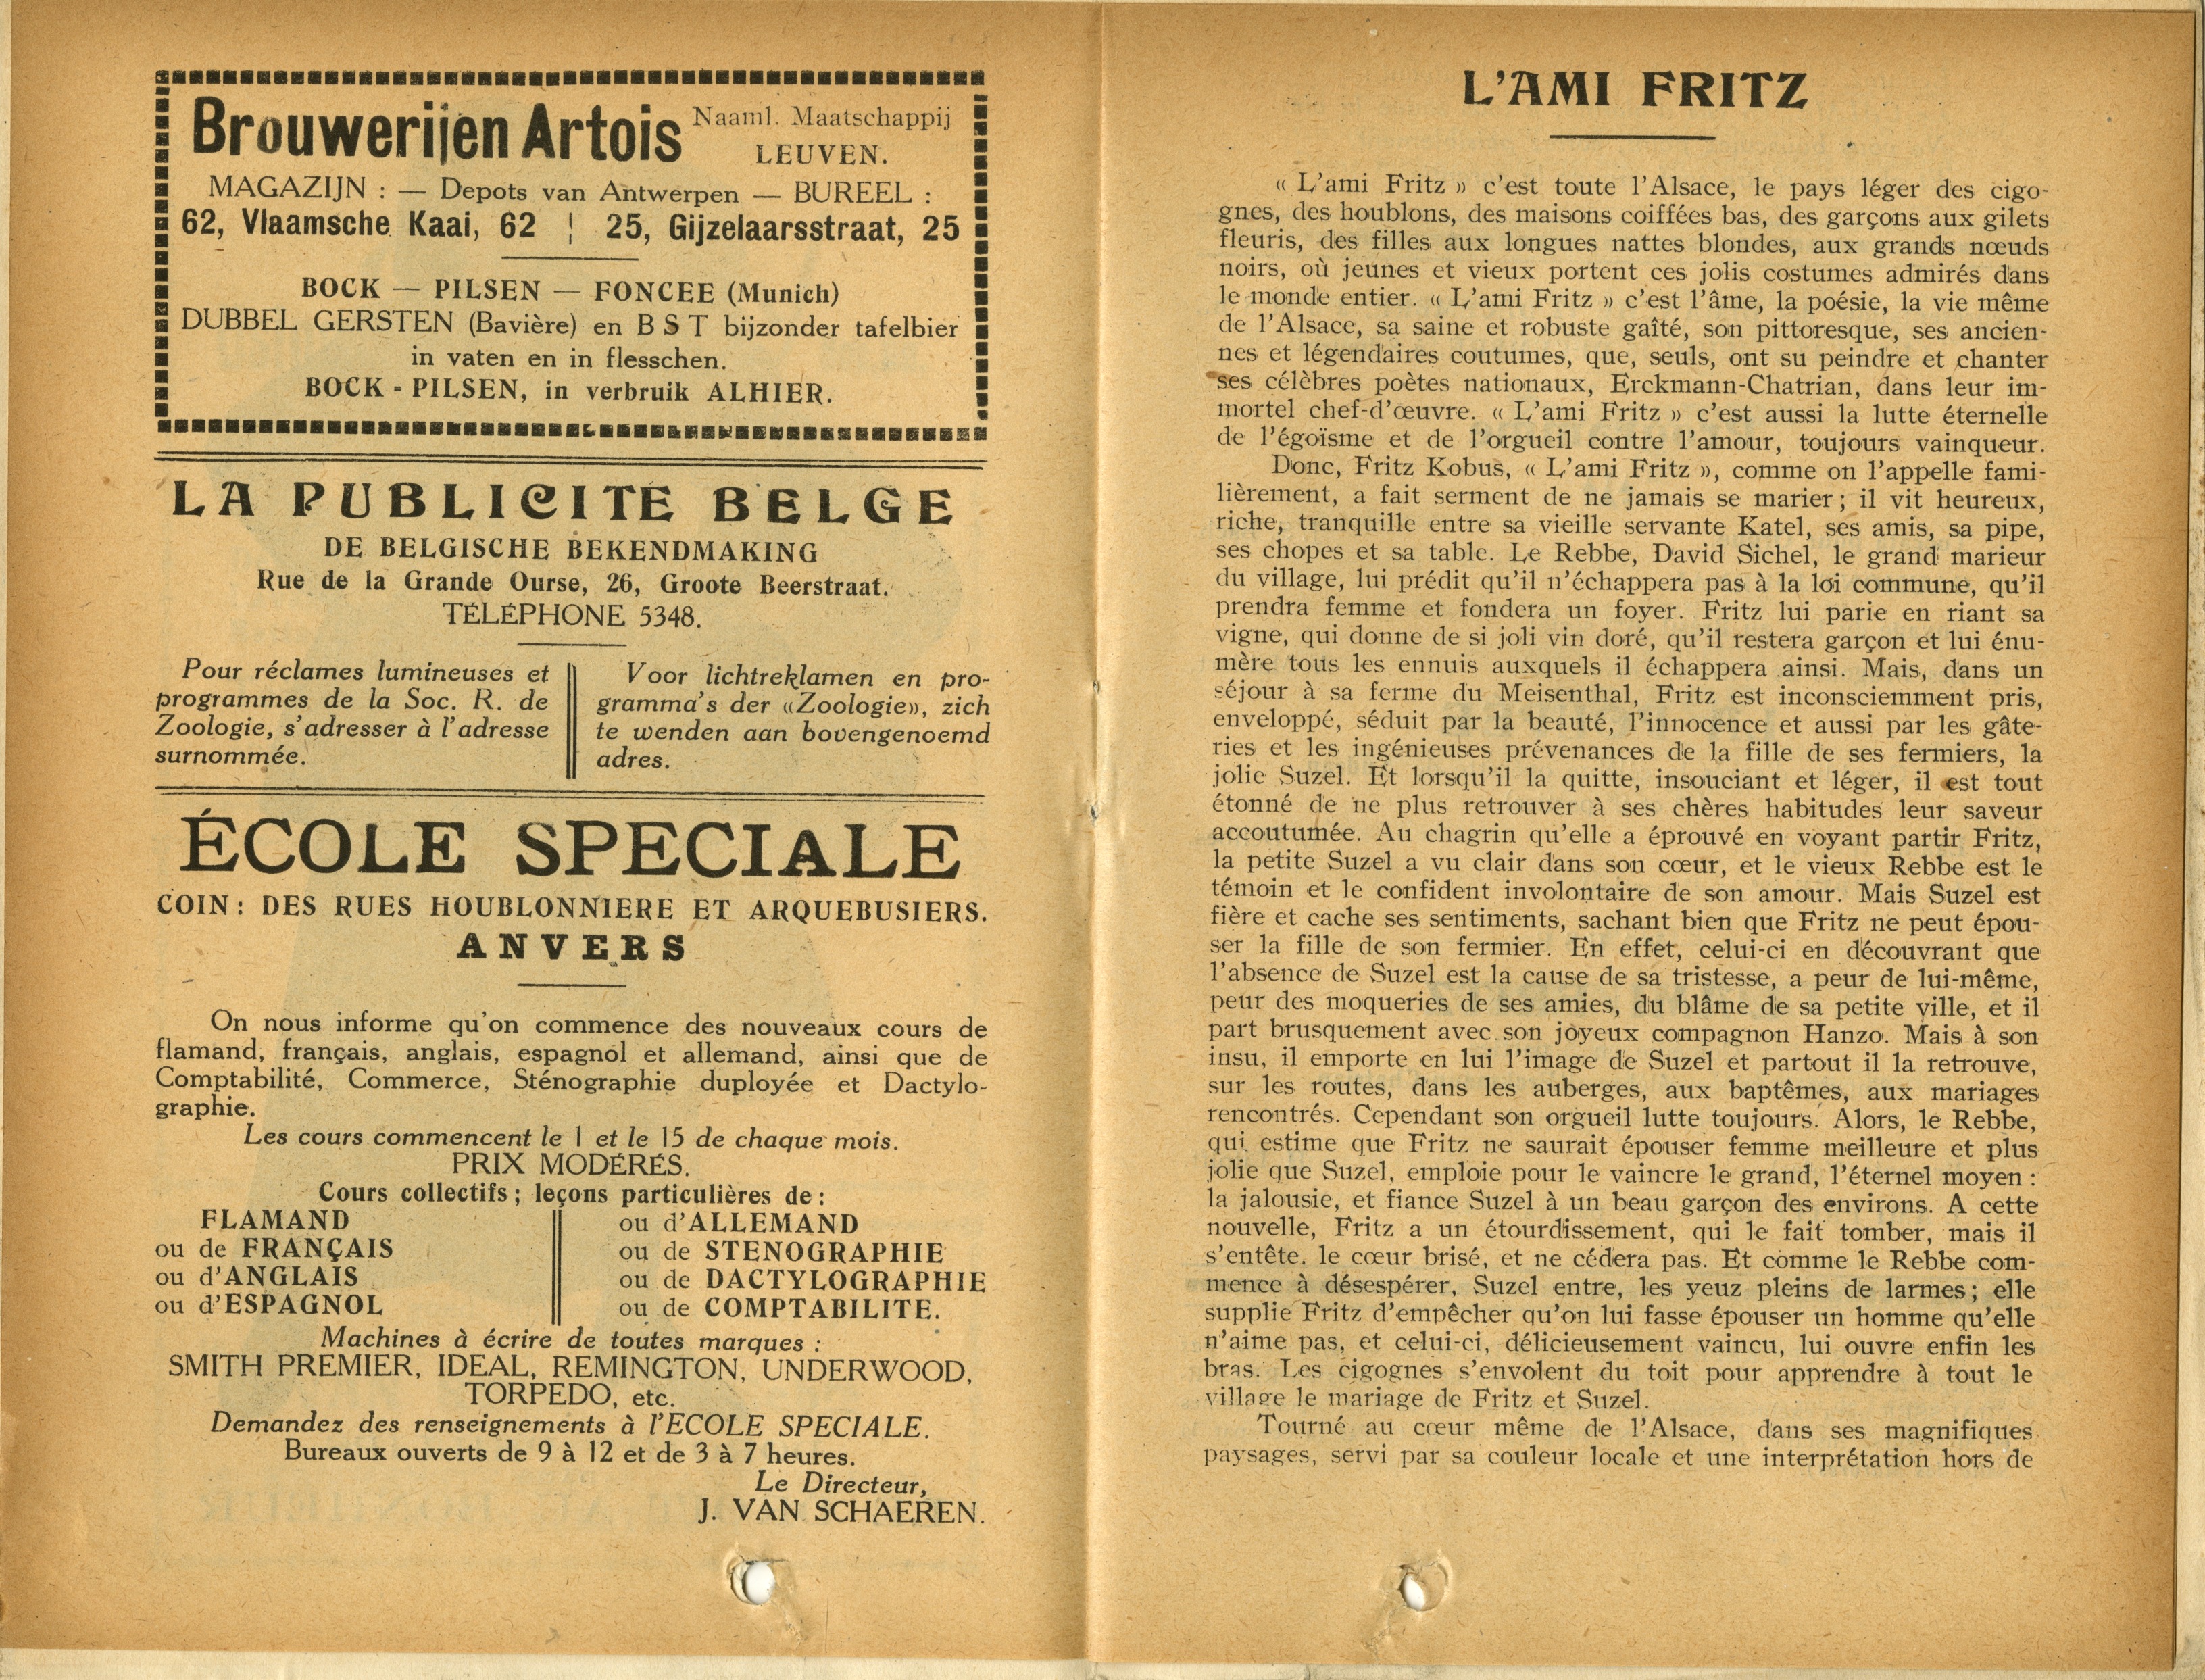 Brouwerijen Artois Naaml. Maatschappij
LEUVEN.
MAGAZIJN : — Depots van Antwerpen — BUREEL :
62, Vlaamsche Kaai, 62 ¦ 25, Gijzelaarsstraat, 25
BOCK — PILSEN — FONCEE (Munich)
DUBBEL GERSTEN (Bavière) en B S T bijzonder tafelbier
in vaten en in flesschen.
BOCK - PILSEN, in verbruik ALHIER.
LA PUBLICITÉ BELGE
DE BELGISCHE BEKENDMAKING
Rue de la Grande Ourse, 26, Groote Beerstraat.
TÉLÉPHONE 5348.
Pour réclames lumineuses et
programmes de la Soc. R. de
Zoologie, s'adresser à l'adresse
surnommée.
Voor lichtreklamen en pro-
gramma's der «Zoologie», zich
te wenden aan bovengenoemd
adres.
ÉCOLE SPECIALE
COIN: DES RUES HOUBLONNIERE ET ARQUEBUSIERS.
ANVERS
On nous informe qu'on commence des nouveaux cours de
flamand, français, anglais, espagnol et allemand, ainsi que de
Comptabilité, Commerce, Sténographie duployée et Dactylo-
graphie.
Les cours commencent le 1 et le 15 de chaque mois.
PRIX MODÉRÉS.
Cours collectifs ; leçons particulières de :
FLAMAND
ou de FRANÇAIS
ou d'ANGLAIS
ou d'ESPAGNOL
ou d'ALLEMAND
ou de STENOGRAPHIE
ou de DACTYLOGRAPHIE
ou de COMPTABILITE.
Machines à écrire de toutes marques :
SMITH PREMIER, IDEAL, REMINGTON, UNDERWOOD,
TORPEDO, etc.
Demandez des renseignements à l'ECOLE SPECIALE.
Bureaux ouverts de 9 à 12 et de 3 à 7 heures.
Le Directeur,
J. VAN SCHAEREN.
L'AMI FRITZ
« L'ami Fritz » c'est toute l'Alsace, le pays léger des cigo-
gnes, des houblons, des maisons coiffées bas, des garçons aux gilets
fleuris, des filles aux longues nattes blondes, aux grands nœuds
noirs, où jeunes et vieux portent ces jolis costumes admirés dans
le monde entier. « L'ami Fritz » c'est l'âme, la poésie, la vie même
de l'Alsace, sa saine et robuste gaîté, son pittoresque, ses ancien-
nes et légendaires coutumes, que, seuls, ont su peindre et chanter
ses célèbres poètes nationaux, Erckmann-Chatrian, dans leur im-
mortel chef-d'œuvre. « L'ami Fritz » c'est aussi la lutte éternelle
de l'égoïsme et de l'orgueil contre l'amour, toujours vainqueur.
Donc, Fritz Kobus, « L'ami Fritz », comme on l'appelle fami-
lièrement, a fait serment de ne jamais se marier ; il vit heureux,
riche, tranquille entre sa vieille servante Katel, ses amis, sa pipe,
ses chopes et sa table. Le Rebbe, David Sichel, le grand marieur
du village, lui prédit qu'il n'échappera pas à la loi commune, qu'il
prendra femme et fondera un foyer. Fritz lui parie en riant sa
vigne, qui donne de si joli vin doré, qu'il restera garçon et lui énu-
mère tous les ennuis auxquels il échappera ainsi. Mais, dans un
séjour à sa ferme du Meisenthal, Fritz est inconsciemment pris,
enveloppé, séduit par la beauté, l'innocence et aussi par les gâte-
ries et les ingénieuses prévenances de la fille de ses fermiers, la
jolie Suzel. Et lorsqu'il la quitte, insouciant et léger, il est tout
étonné de ne plus retrouver à ses chères habitudes leur saveur
accoutumée. Au chagrin qu'elle a éprouvé en voyant partir Fritz,
la petite Suzel a vu clair dans son cœur, et le vieux Rebbe est le
témoin et le confident involontaire de son amour. Mais Suzel est
fière et cache ses sentiments, sachant bien que Fritz ne peut épou-
ser la fille de son fermier. En effet, celui-ci en découvrant que
l'absence de Suzel est la cause de sa tristesse, a peur de lui-même,
peur des moqueries de ses amies, du blâme de sa petite ville, et il
part brusquement avec son joyeux compagnon Hanzo. Mais à son
insu, il emporte en lui l'image de Suzel et partout il la retrouve,
sur les routes, dans les auberges, aux baptêmes, aux mariages
rencontrés. Cependant son orgueil lutte toujours. Alors, le Rebbe,
qui estime que Fritz ne saurait épouser femme meilleure et plus
jolie que Suzel, emploie pour le vaincre le grand, l'éternel moyen :
la jalousie, et fiance Suzel à un beau garçon des environs. A cette
nouvelle, Fritz a un étourdissement, qui le fait tomber, mais il
s'entête. le cœur brisé, et ne cédera pas. Et comme le Rebbe com-
mence à désespérer, Suzel entre, les yeuz pleins de larmes ; elle
supplie Fritz d'empêcher qu'on lui fasse épouser un homme qu'elle
n'aime pas, et celui-ci, délicieusement vaincu, lui ouvre enfin les
bras. Les cigognes s'envolent du toit pour apprendre à tout le
village le mariage de Fritz et Suzel.
Tourné au cœur même de l'Alsace, dans ses magnifiques
paysages, servi par sa couleur locale et une interprétation hors de